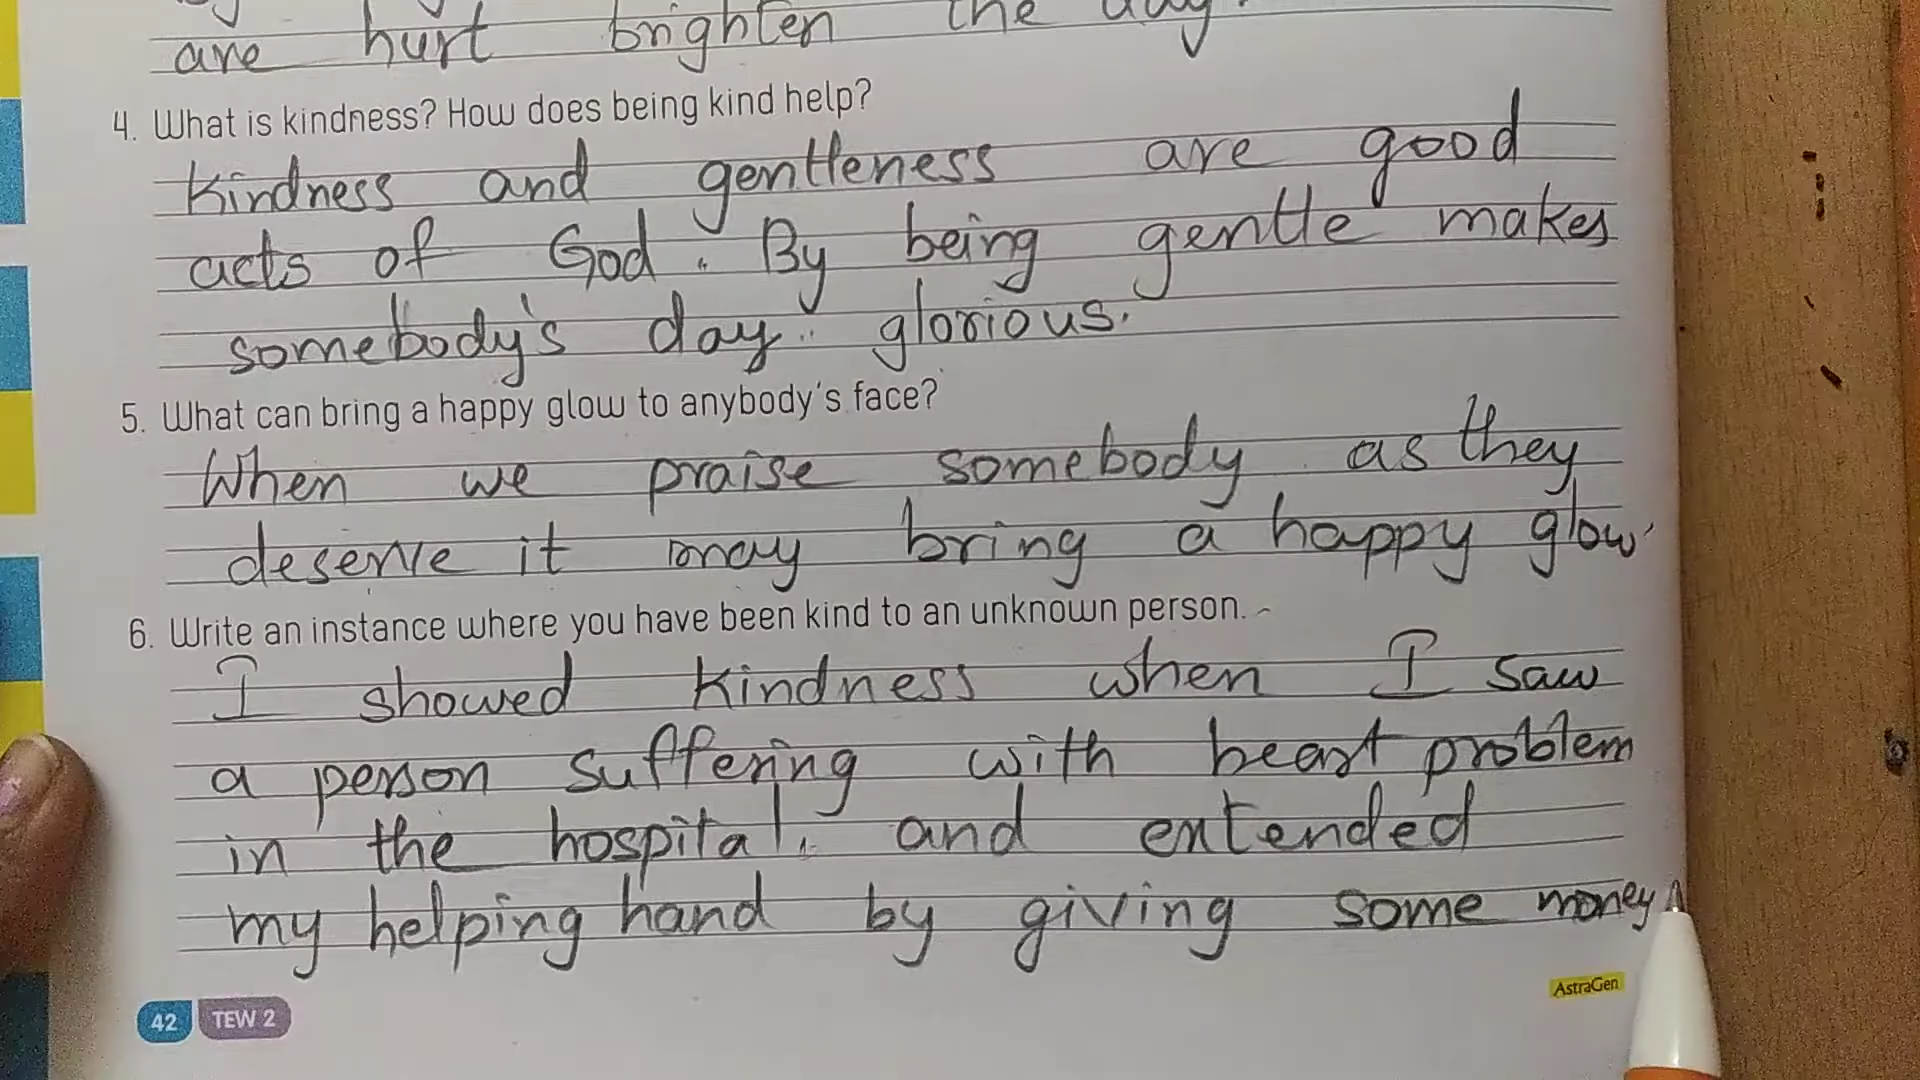 are hurt brighten the day.
4. What is kindness? How does being kind help?
Kindness and gentleness are good
acts of God. By being gentle makes
somebody's day glorious.
5. What can bring a happy glow to anybody's face?
When we praise somebody as they
deserve it may bring a happy glow
6. Write an instance where you have been kind to an unknown person.
I showed kindness when I saw
a person suffering with heart problem
in the hospital, and extended
my helping hand by giving some money
AstraGen
42 TEW 2